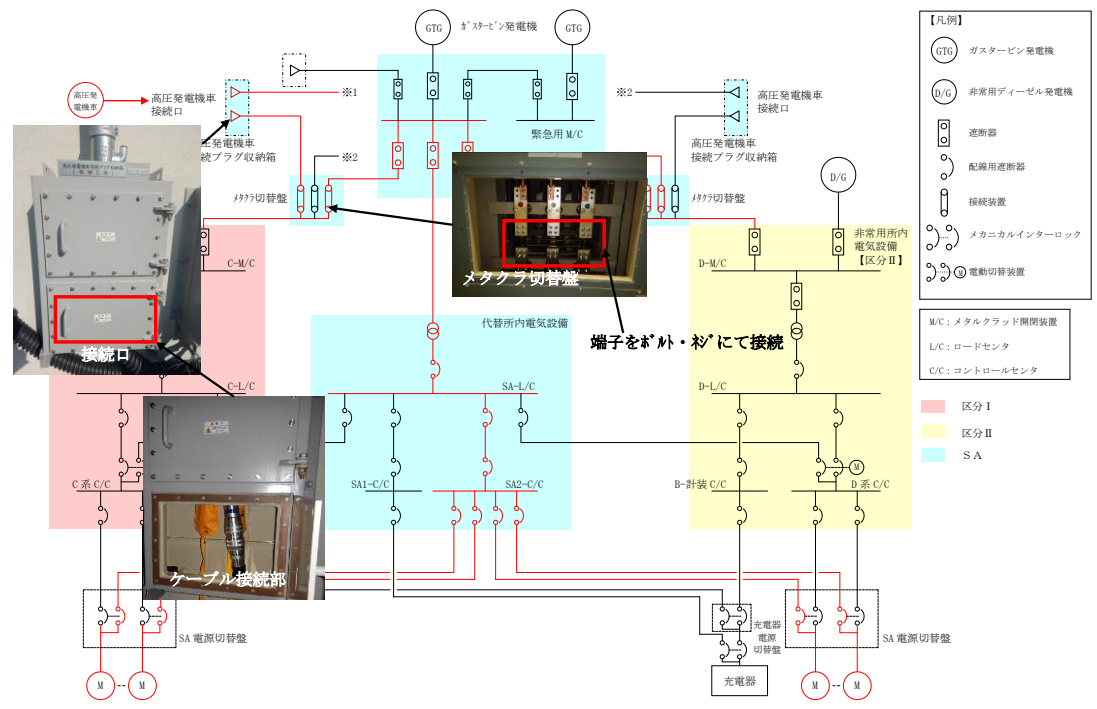 GTG
ガスタービン発電機
GTG
高圧発
電機車
高圧発電機車
接続口
※1
※2
高圧発電機車
接続口
緊急用 M/C
圧発電機車
続プラグ収納箱
※2
高圧発電機車
接続プラグ収納箱
メタクラ切替盤
メタクラ切替盤
D/G
非常用所内
電気設備
【区分Ⅱ】
C-M/C
D-M/C
メタクラ切替盤
端子をボルト・ネジにて接続
代替所内電気設備
接続口
C-L/C
SA-L/C
D-L/C
M
C 系 C/C
SA1-C/C
SA2-C/C
B-計装 C/C
D 系 C/C
ケーブル接続部
SA 電源切替盤
充電器
電源
切替盤
SA 電源切替盤
充電器
M
M
M
M
【凡例】
GTG
ガスタービン発電機
D/G
非常用ディーゼル発電機
遮断器
配線用遮断器
接続装置
メカニカルインターロック
M
電動切替装置
M/C：メタルクラッド開閉装置
L/C：ロードセンタ
C/C：コントロールセンタ
区分Ⅰ
区分Ⅱ
ＳＡ